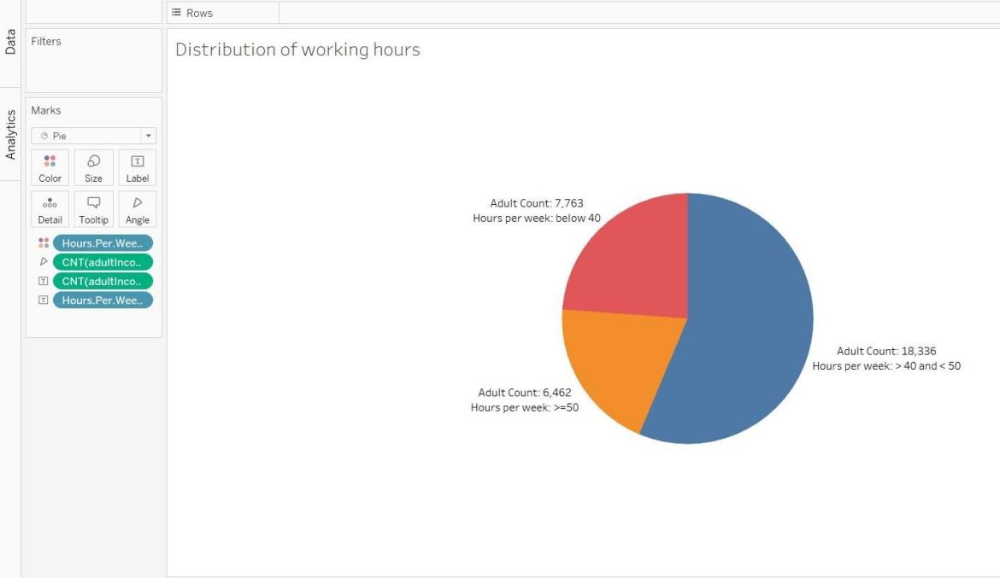 Data
Analytics
Rows
Filters
Marks
Pie
Color
Size
Label
Detail
Tooltip
Angle
Hours.Per.Wee..
CNT(adultInco..
CNT(adultInco..
Hours.Per.Wee..
Distribution of working hours
Adult Count: 7,763
Hours per week: below 40
Adult Count: 18,336
Hours per week: > 40 and < 50
Adult Count: 6,462
Hours per week: >=50